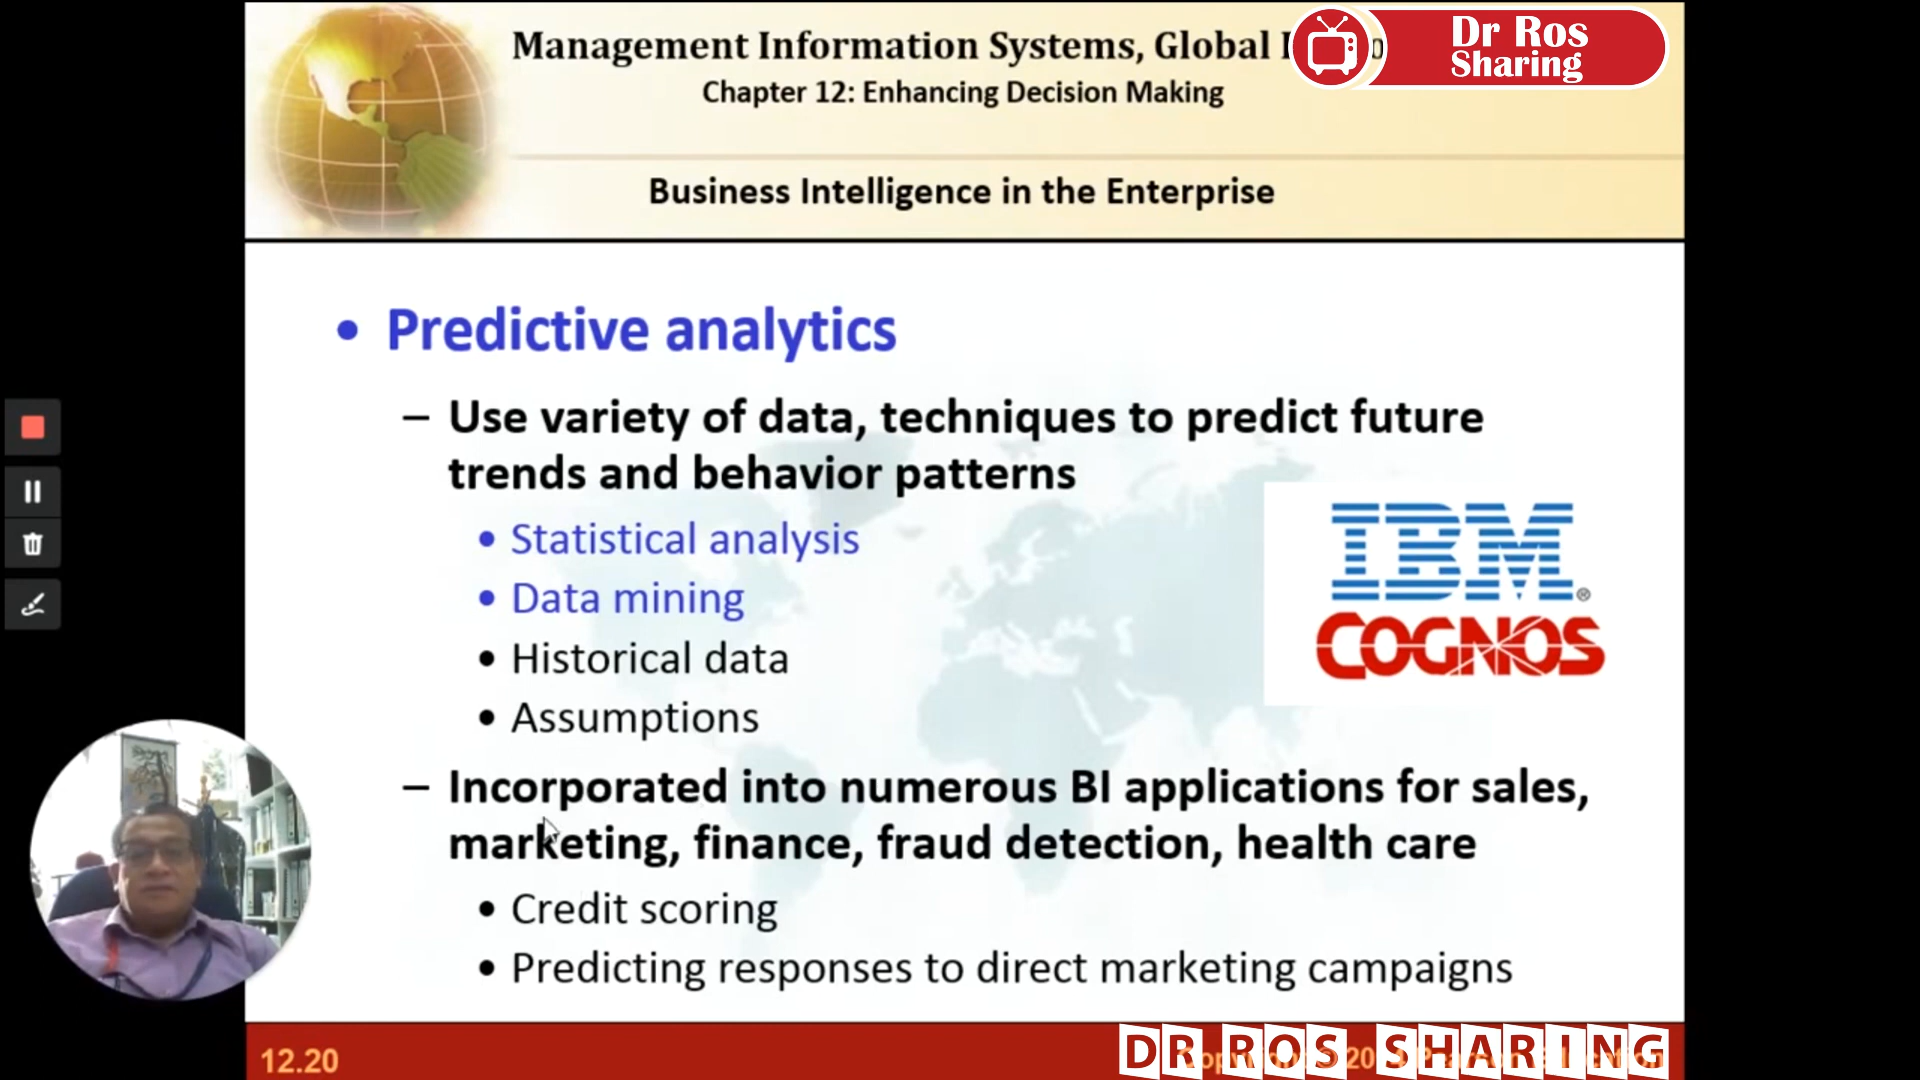 Management Information Systems, Global
Dr Ros
Sharing
Chapter 12: Enhancing Decision Making
Business Intelligence in the Enterprise
• Predictive analytics
– Use variety of data, techniques to predict future
trends and behavior patterns
• Statistical analysis
• Data mining
• Historical data
• Assumptions
IBM®
COGNOS
– Incorporated into numerous BI applications for sales,
marketing, finance, fraud detection, health care
• Credit scoring
• Predicting responses to direct marketing campaigns
12.20
DR ROS SHARING